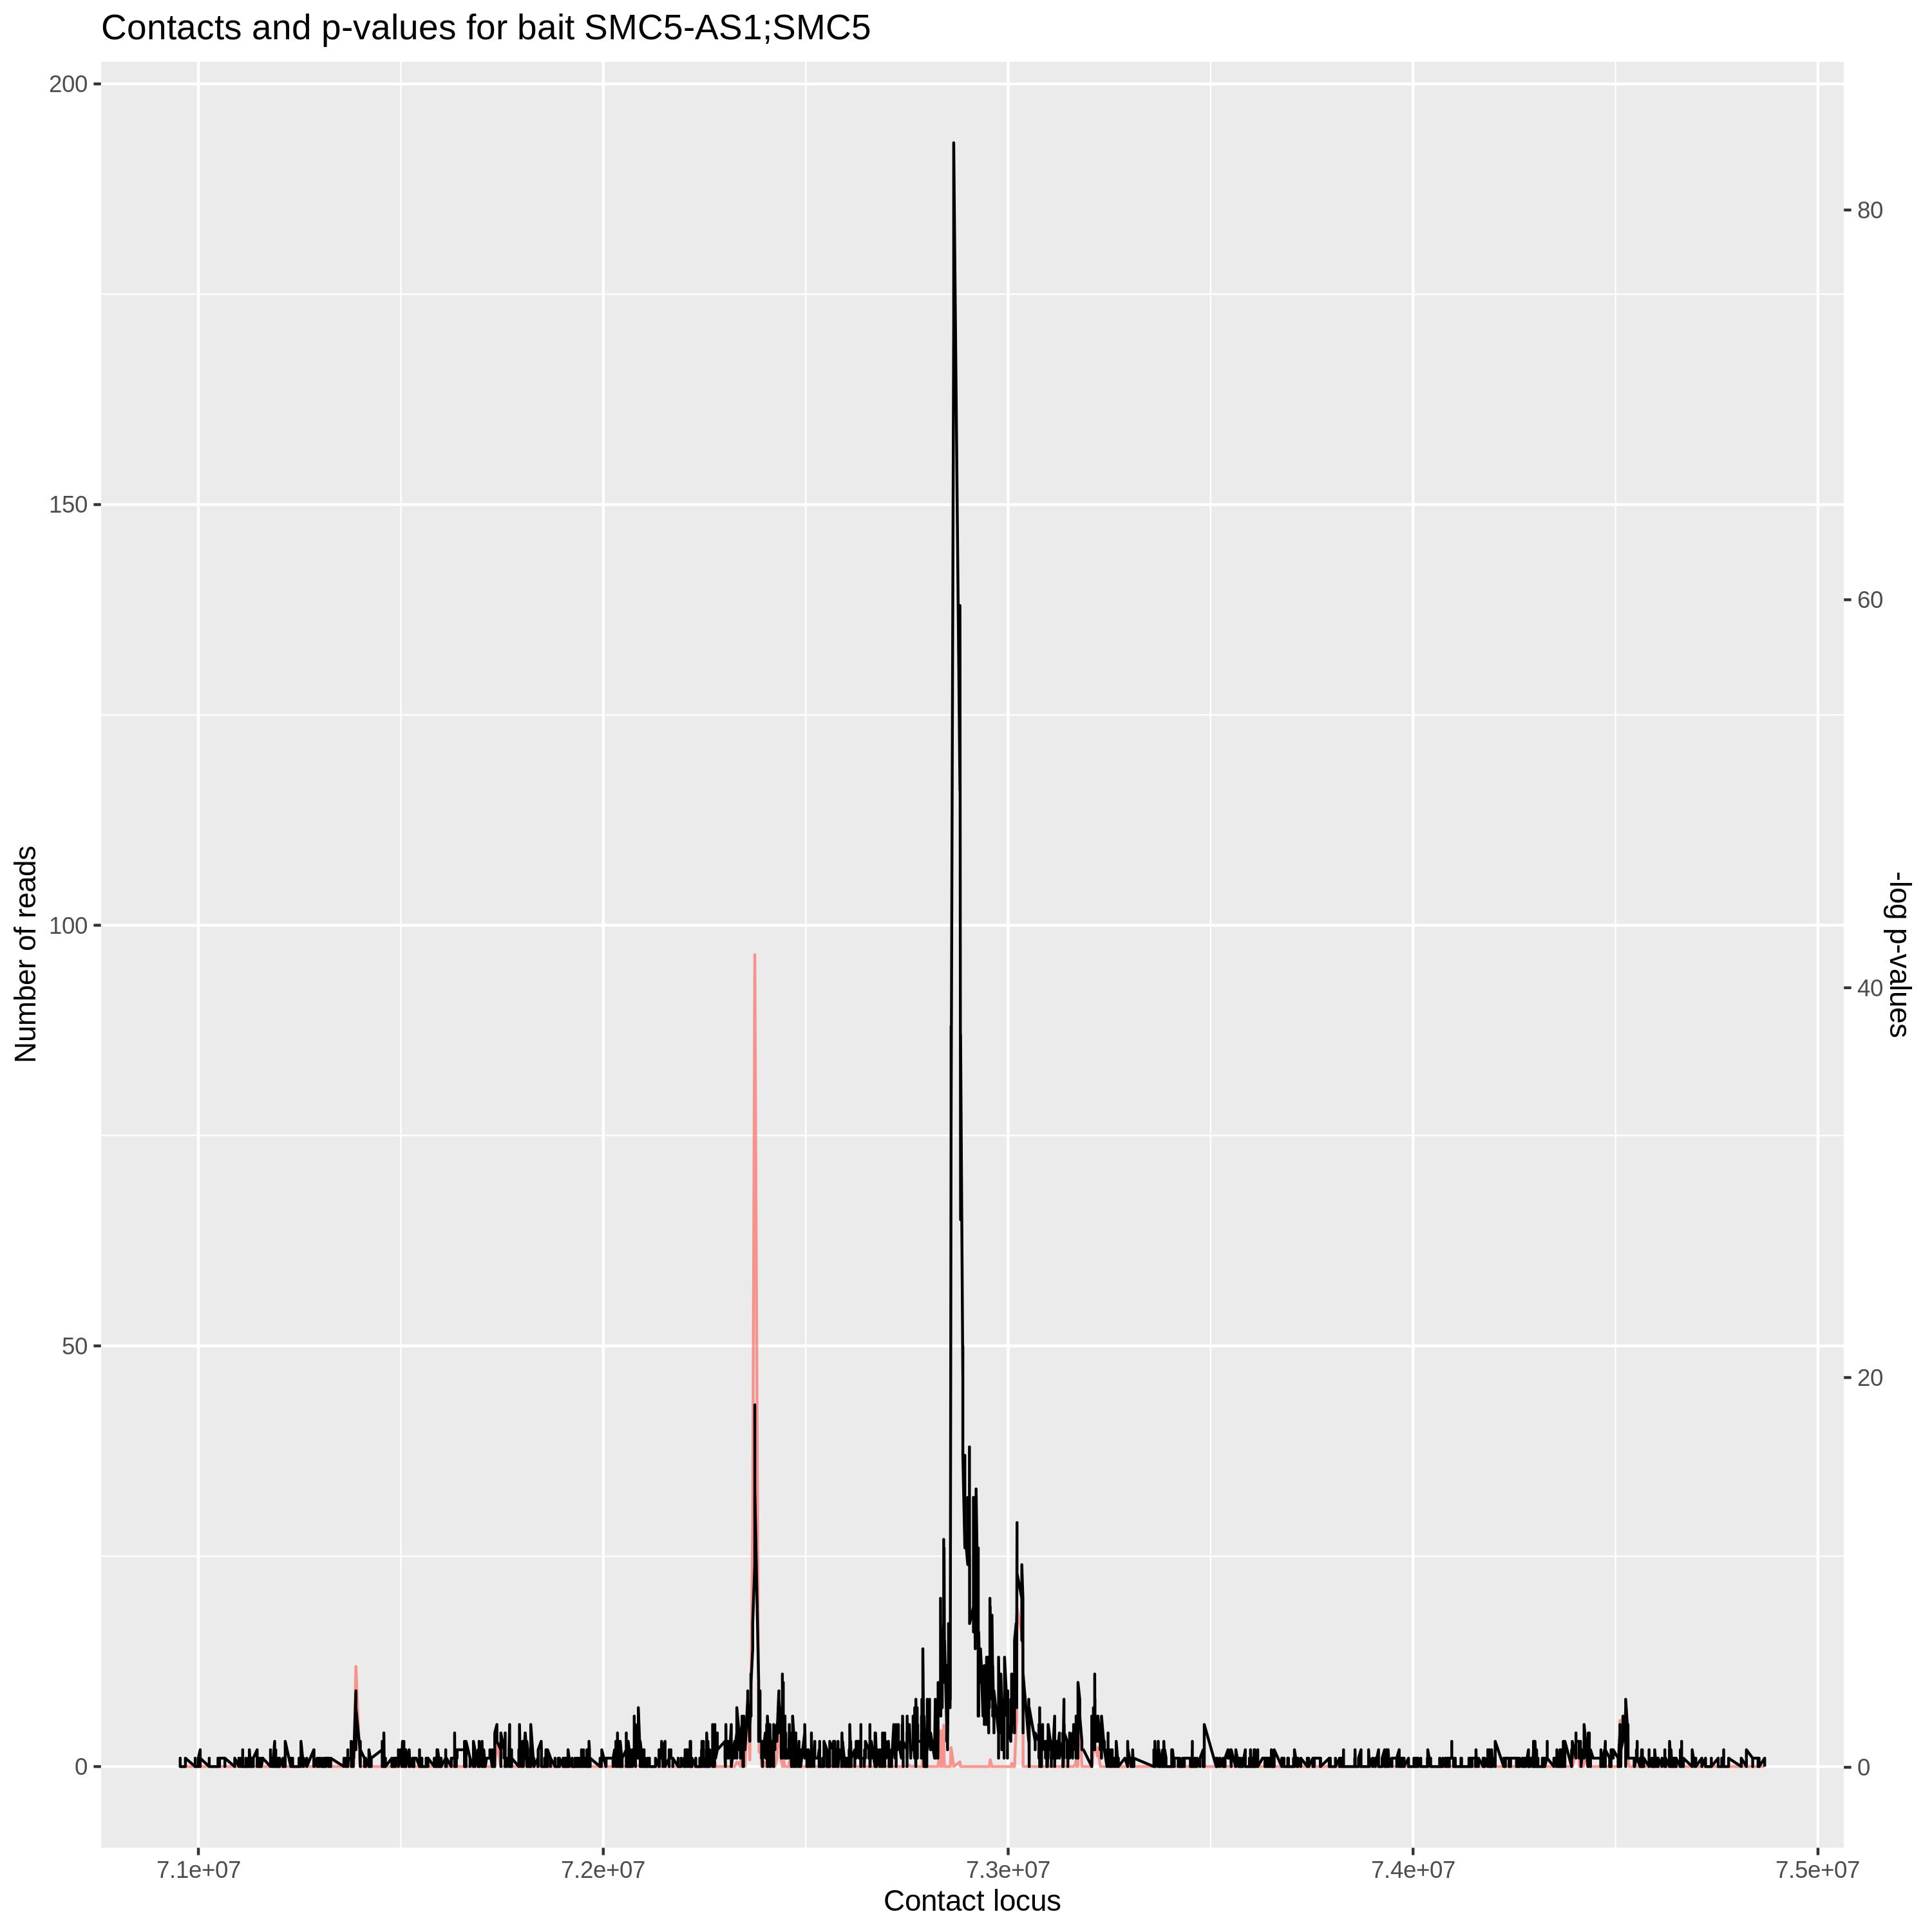 Contacts and p-values for bait SMC5-AS1;SMC5
200
150
100
50
0
Number of reads
80
60
40
20
0
-log p-values
7.1e+07
7.2e+07
7.3e+07
7.4e+07
7.5e+07
Contact locus